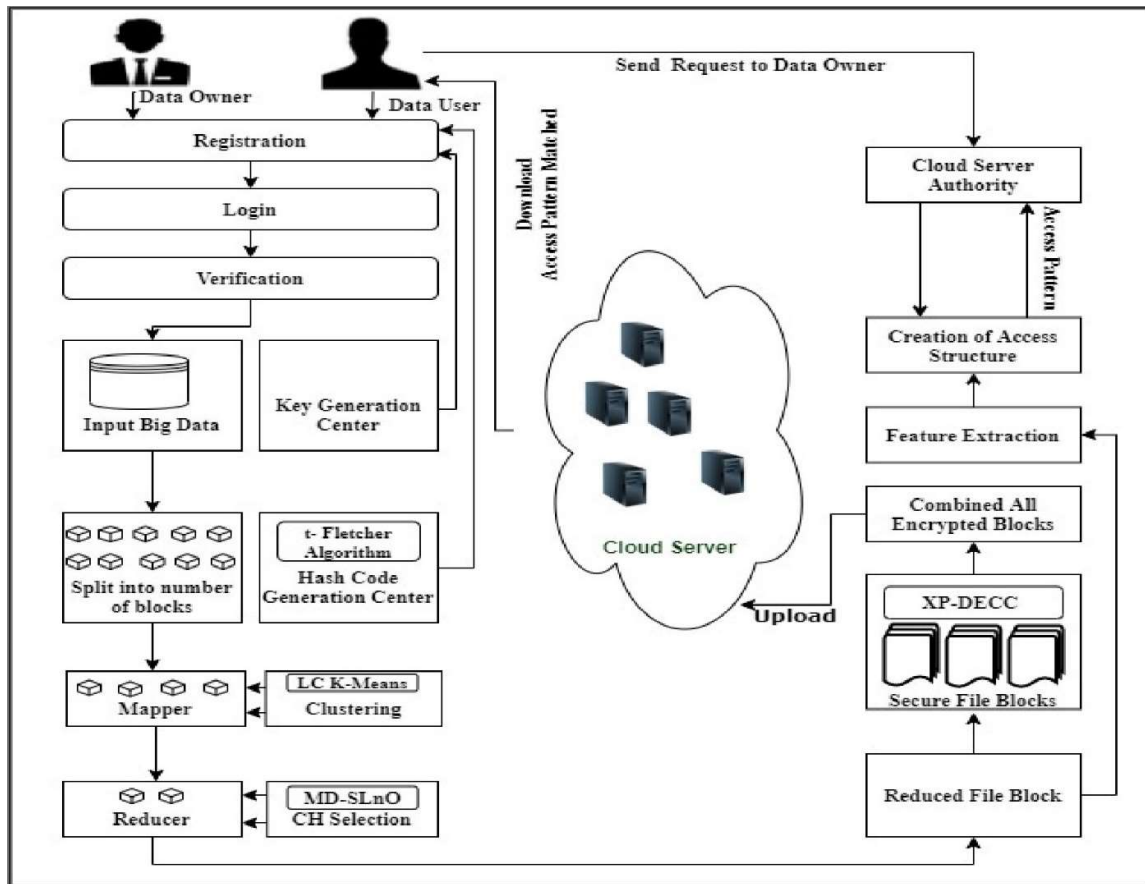 Data Owner
Data User
Send Request to Data Owner
Registration
Login
Verification
Input Big Data
Key Generation
Center
Split into number
of blocks
t- Fletcher
Algorithm
Hash Code
Generation Center
Mapper
LC K-Means
Clustering
Reducer
MD-SLnO
CH Selection
Download
Access Pattern Matched
Cloud Server
Upload
Cloud Server
Authority
Access Pattern
Creation of Access
Structure
Feature Extraction
Combined All
Encrypted Blocks
XP-DECC
Secure File Blocks
Reduced File Block